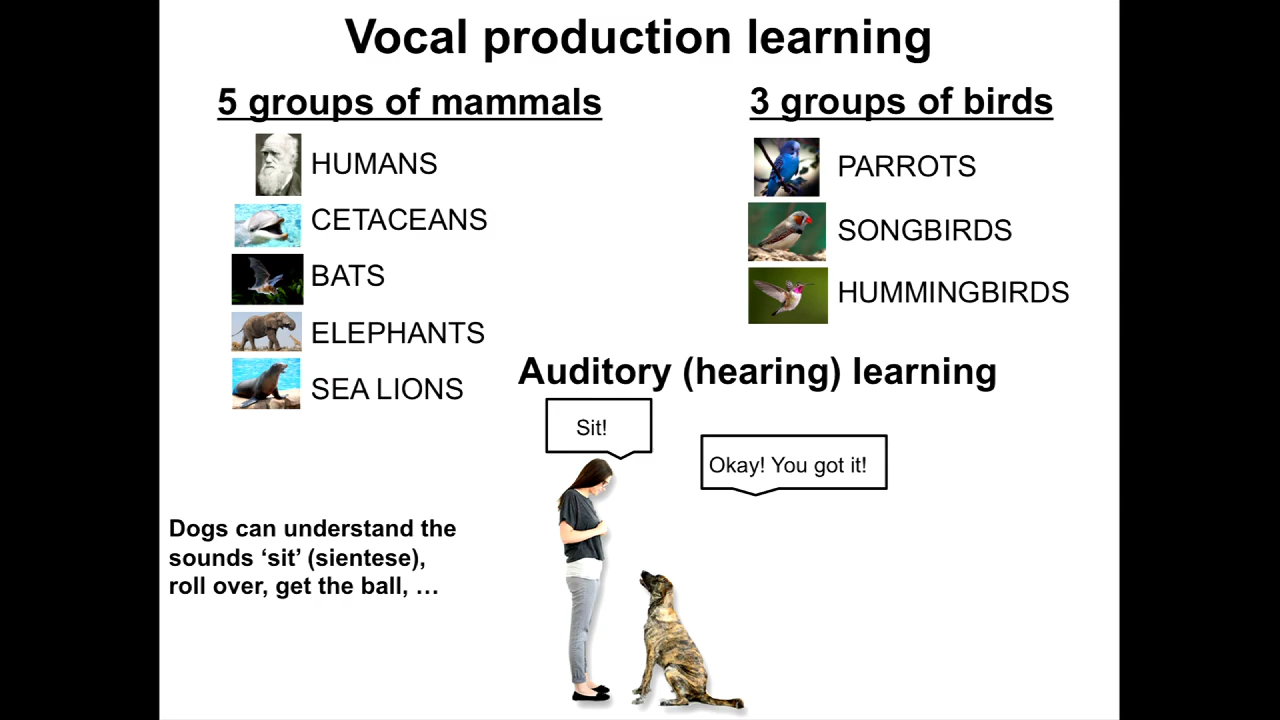 Vocal production learning
5 groups of mammals
HUMANS
CETACEANS
BATS
ELEPHANTS
SEA LIONS
3 groups of birds
PARROTS
SONGBIRDS
HUMMINGBIRDS
Auditory (hearing) learning
Sit!
Okay! You got it!
Dogs can understand the
sounds ‘sit’ (sientese),
roll over, get the ball, …